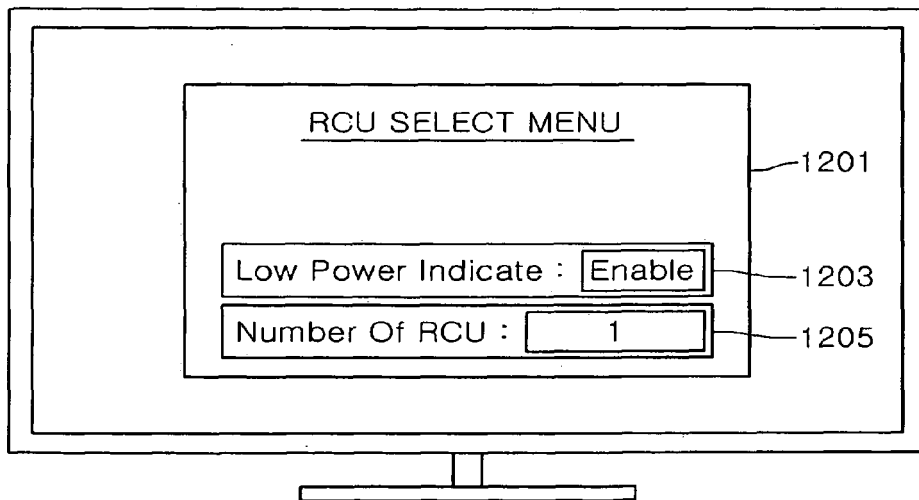 RCU SELECT MENU
1201
Low Power Indicate : Enable
1203
Number Of RCU : 1
1205